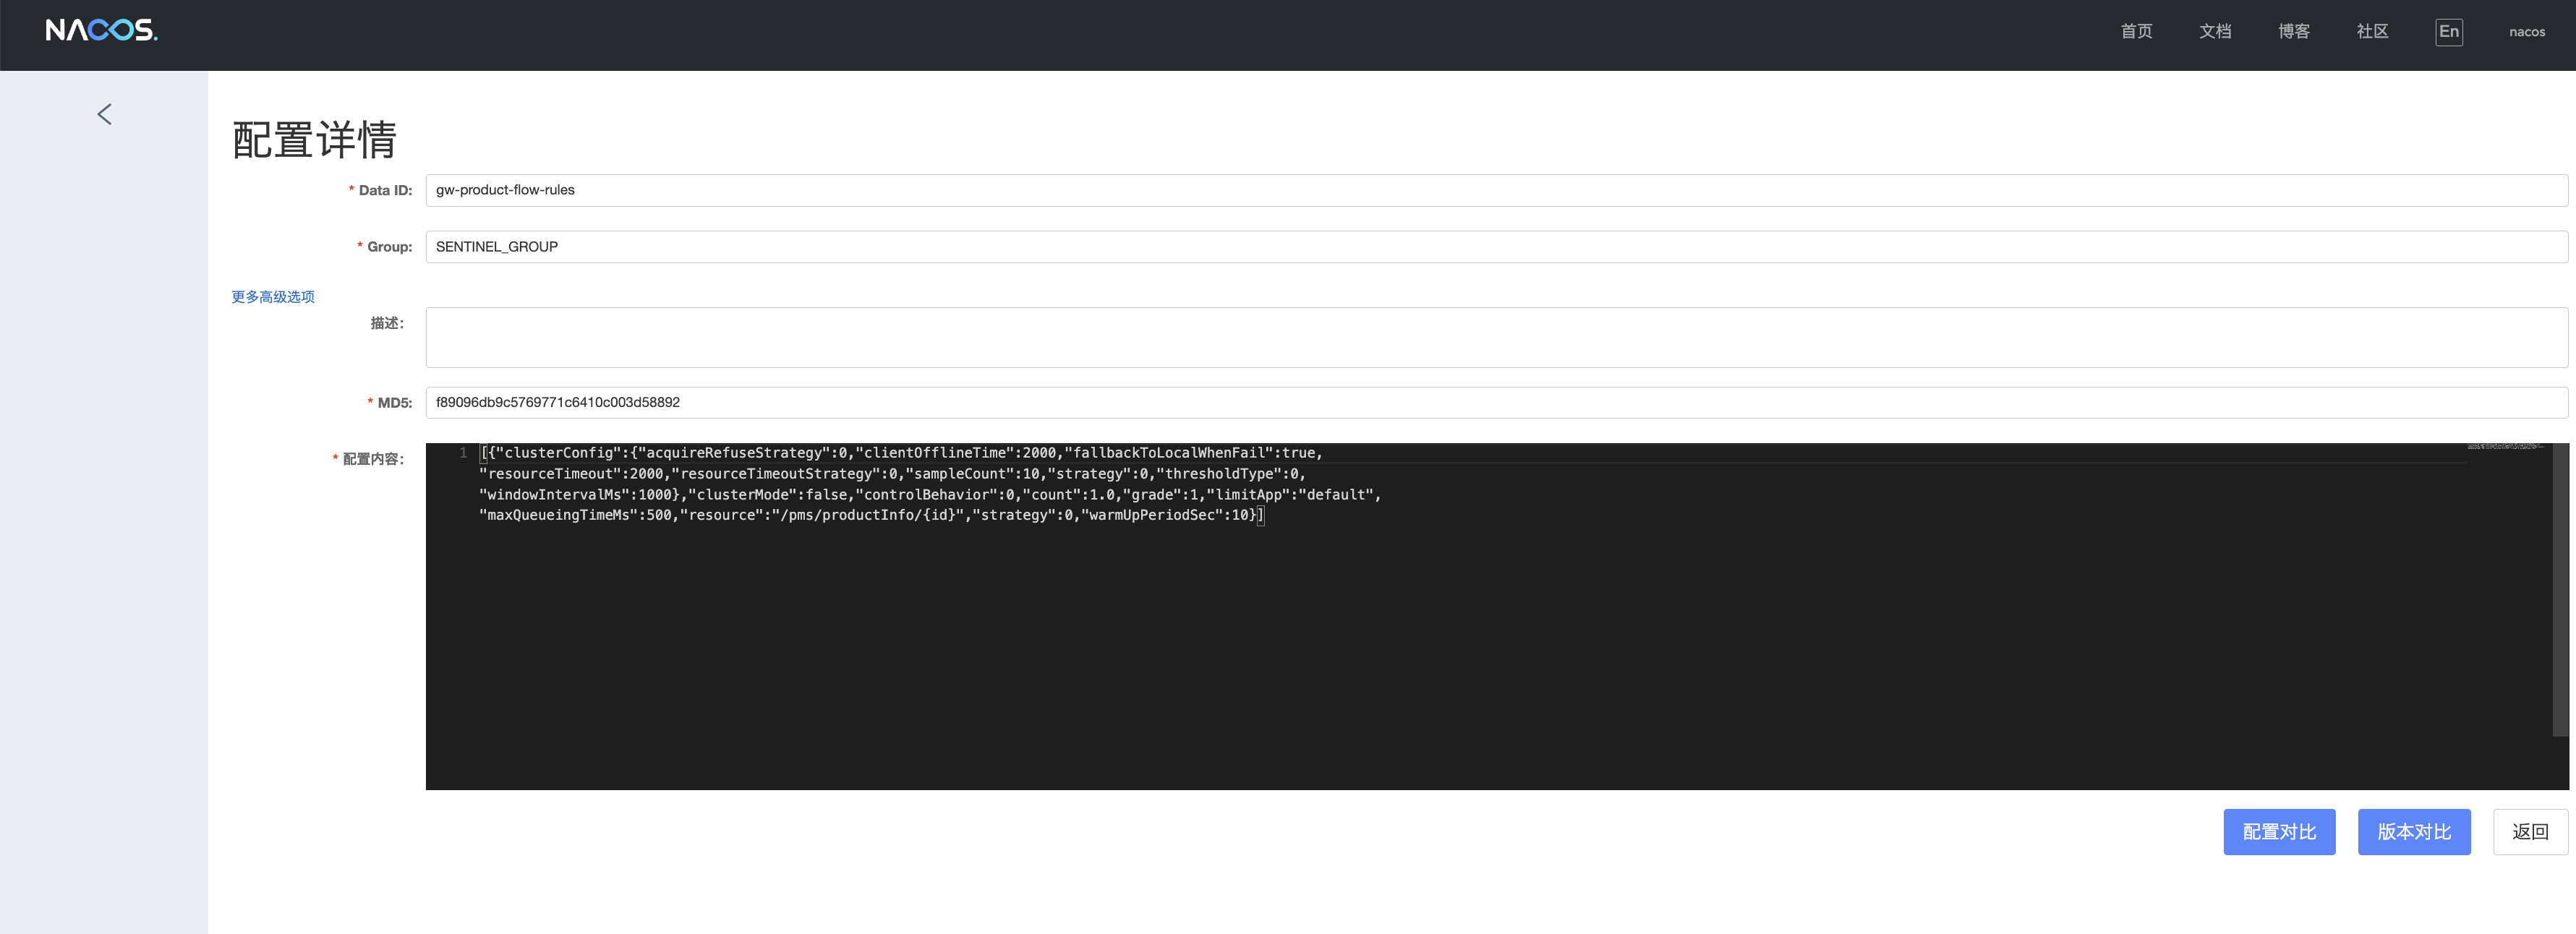 NACOS.
首页 文档 博客 社区 En nacos
配置详情
* Data ID: gw-product-flow-rules
* Group: SENTINEL_GROUP
更多高级选项
描述:
* MD5: f89096db9c5769771c6410c003d58892
* 配置内容: 1 [{"clusterConfig":{"acquireRefuseStrategy":0,"clientOfflineTime":2000,"fallbackToLocalWhenFail":true,
"resourceTimeout":2000,"resourceTimeoutStrategy":0,"sampleCount":10,"strategy":0,"thresholdType":0,
"windowIntervalMs":1000},"clusterMode":false,"controlBehavior":0,"count":1.0,"grade":1,"limitApp":"default",
"maxQueueingTimeMs":500,"resource":"/pms/productInfo/{id}","strategy":0,"warmUpPeriodSec":10}]
配置对比 版本对比 返回